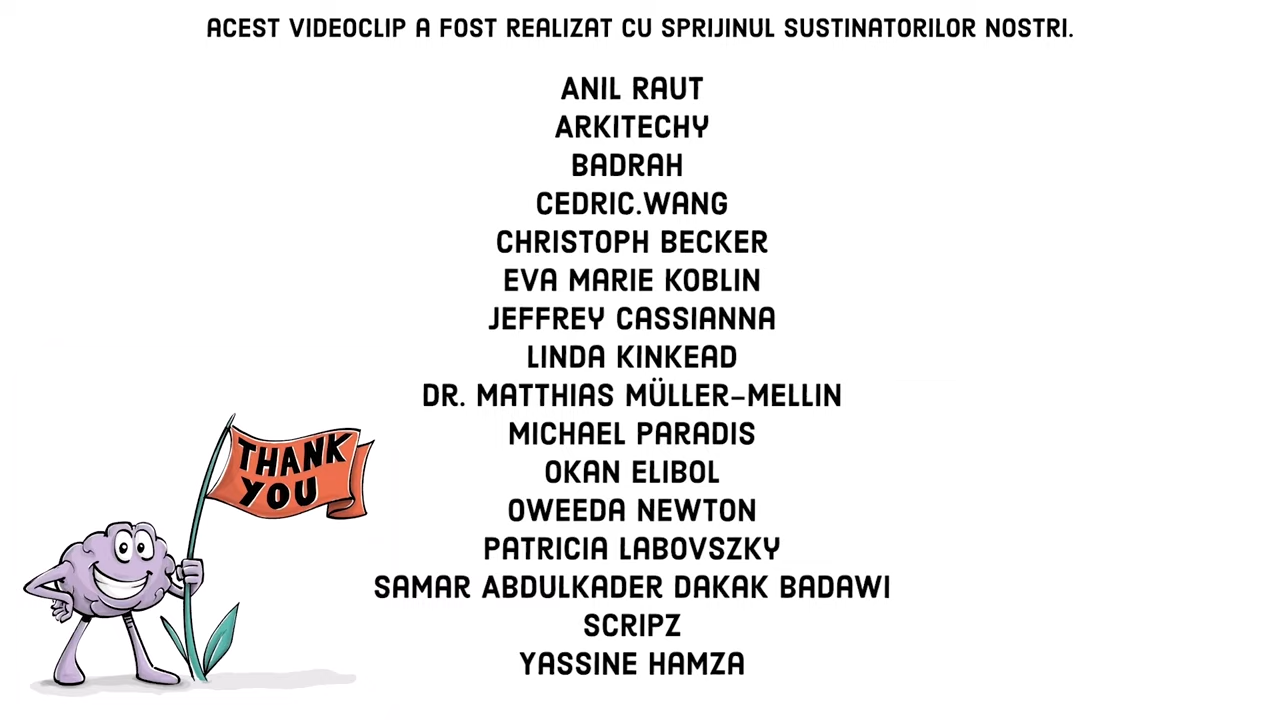 ACEST VIDEOCLIP A FOST REALIZAT CU SPRIJINUL SUSTINATORILOR NOSTRI.
ANIL RAUT
ARKITECHY
BADRAH
CEDRIC.WANG
CHRISTOPH BECKER
EVA MARIE KOBLIN
JEFFREY CASSIANNA
LINDA KINKEAD
DR. MATTHIAS MÜLLER-MELLIN
MICHAEL PARADIS
OKAN ELIBOL
OWEEDA NEWTON
PATRICIA LABOVSZKY
SAMAR ABDULKADER DAKAK BADAWI
SCRIPZ
YASSINE HAMZA
THANK
YOU